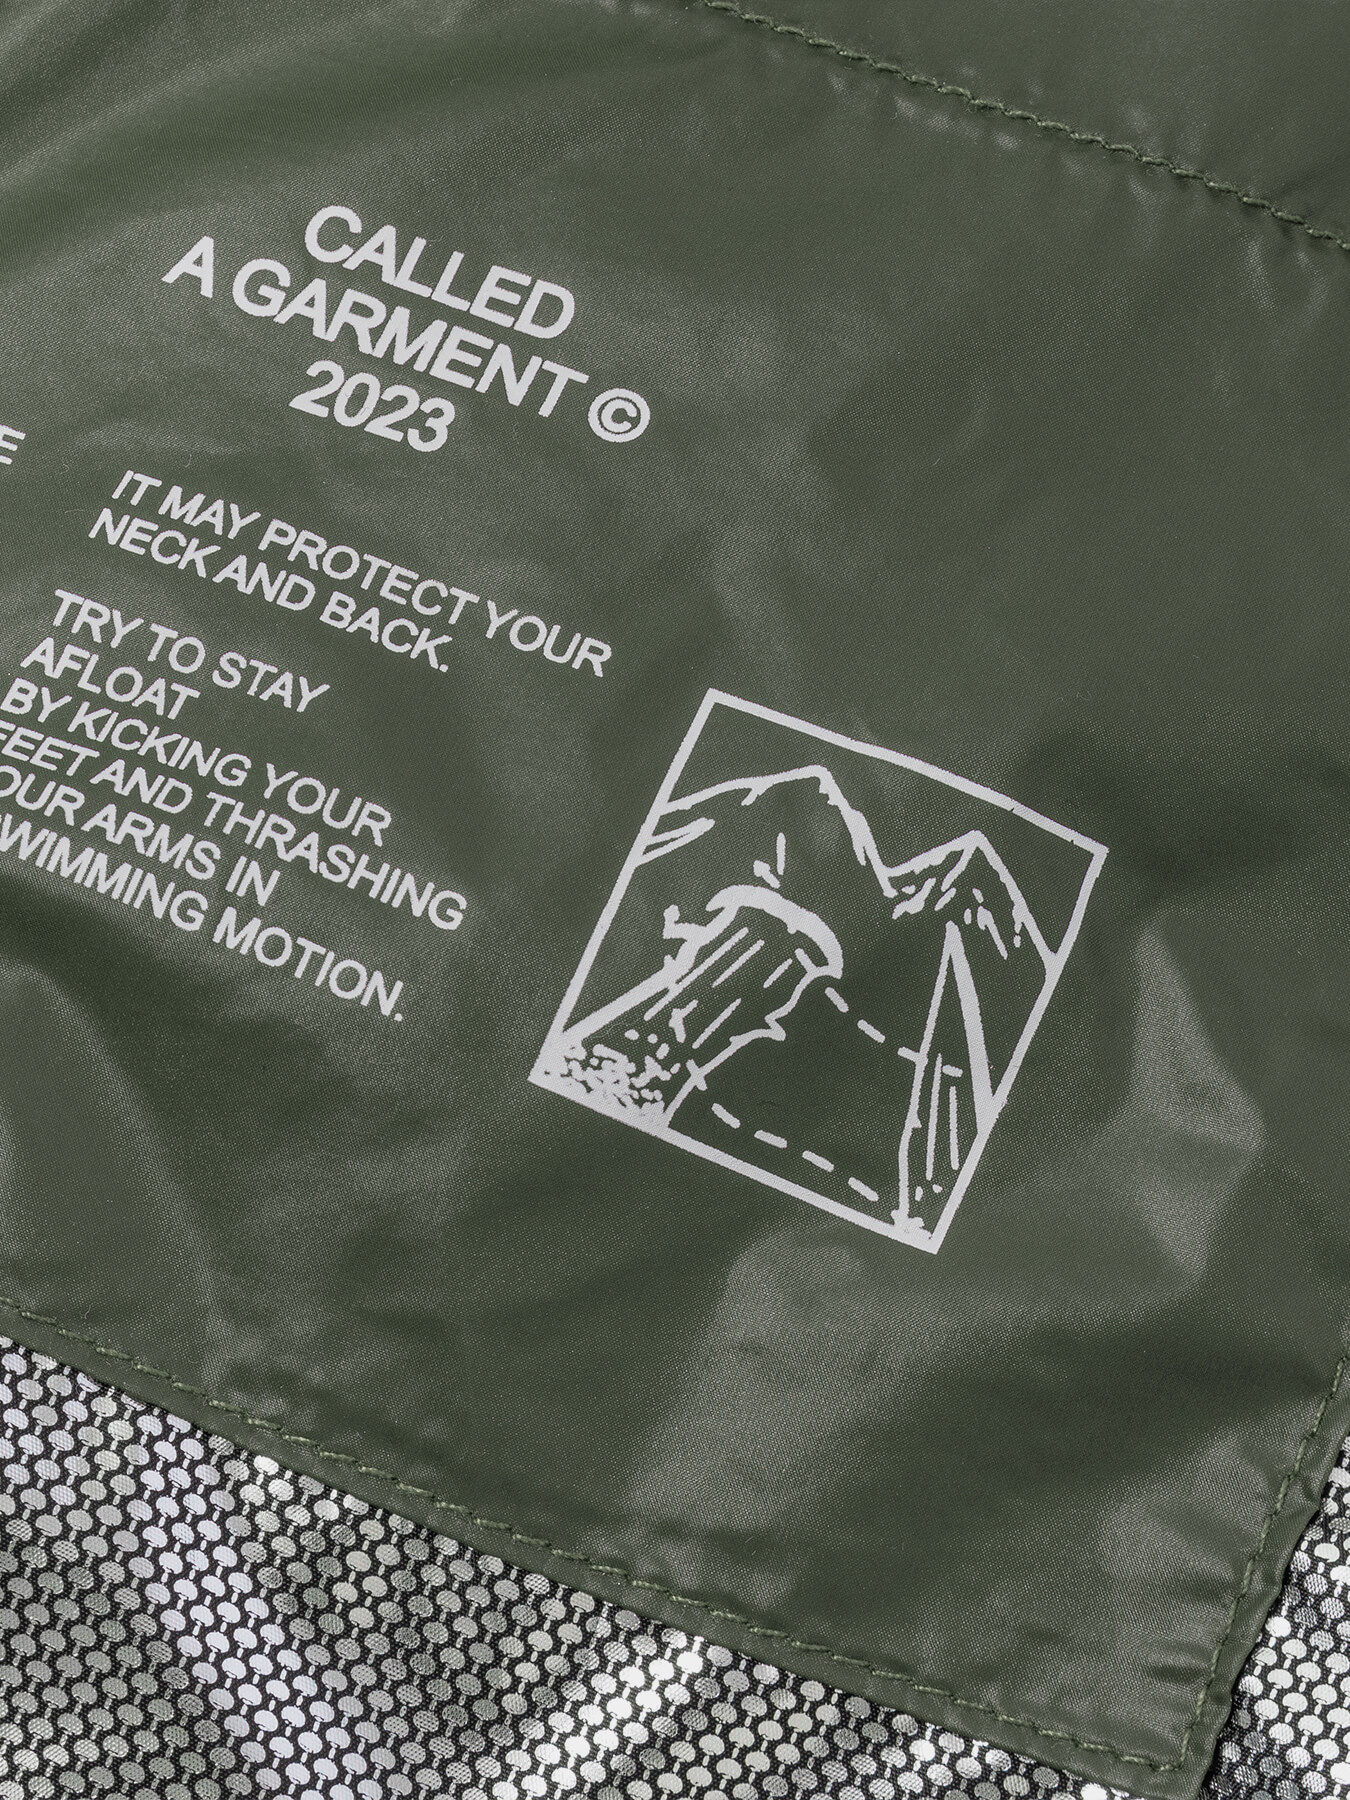 CALLED
A GARMENT ©
2023
IT MAY PROTECT YOUR
NECK AND BACK.
TRY TO STAY
AFLOAT
BY KICKING YOUR
FEET AND THRASHING
OUR ARMS IN
WIMMING MOTION.